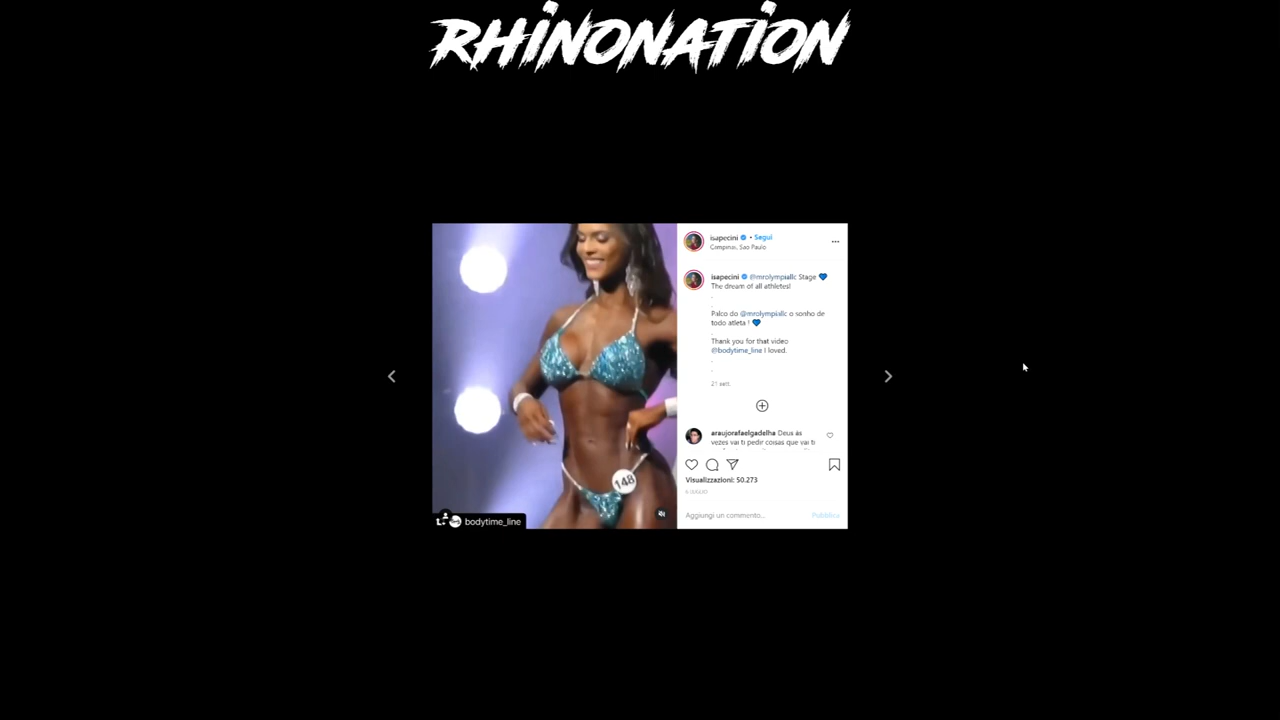 RHINONATION
isapecini • Segui
Campinas, Sao Paulo
isapecini @mrolympiallc Stage 💙
The dream of all athletes!
.
.
Palco do @mrolympiallc o sonho de
todo atleta ! 💙
.
Thank you for that video
@bodytime_line I loved.
.
.
21 sett.
araujorafaelgadelha Deus às
vezes vai ti pedir coisas que vai ti
148
Visualizzazioni: 50.273
6 LUGLIO
Aggiungi un commento...
Pubblica
bodytime_line